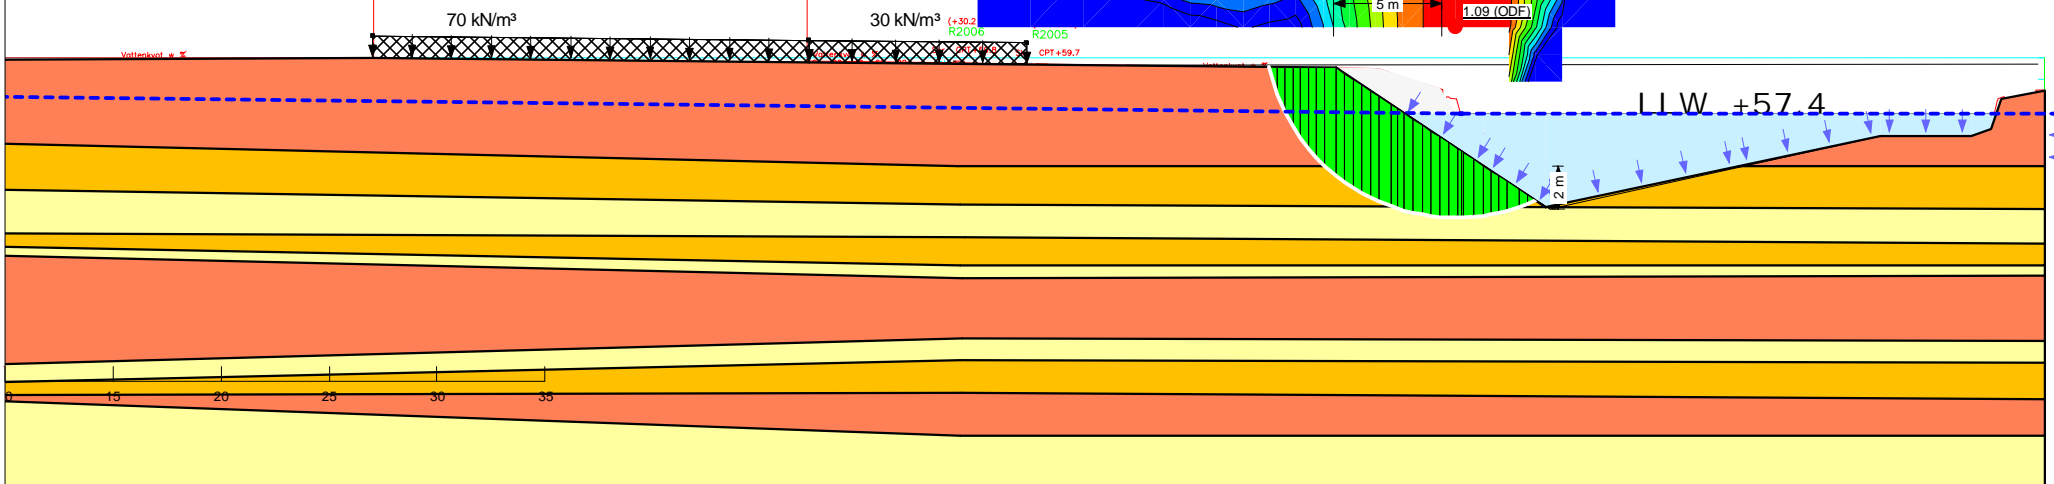 70 kN/m³
30 kN/m³
(+30.2
R2006
R2005
5 m
1.09 (ODF)
Vattenkvot w %
CPT +59.7
LLW +57.4
2 m
0
15
20
25
30
35